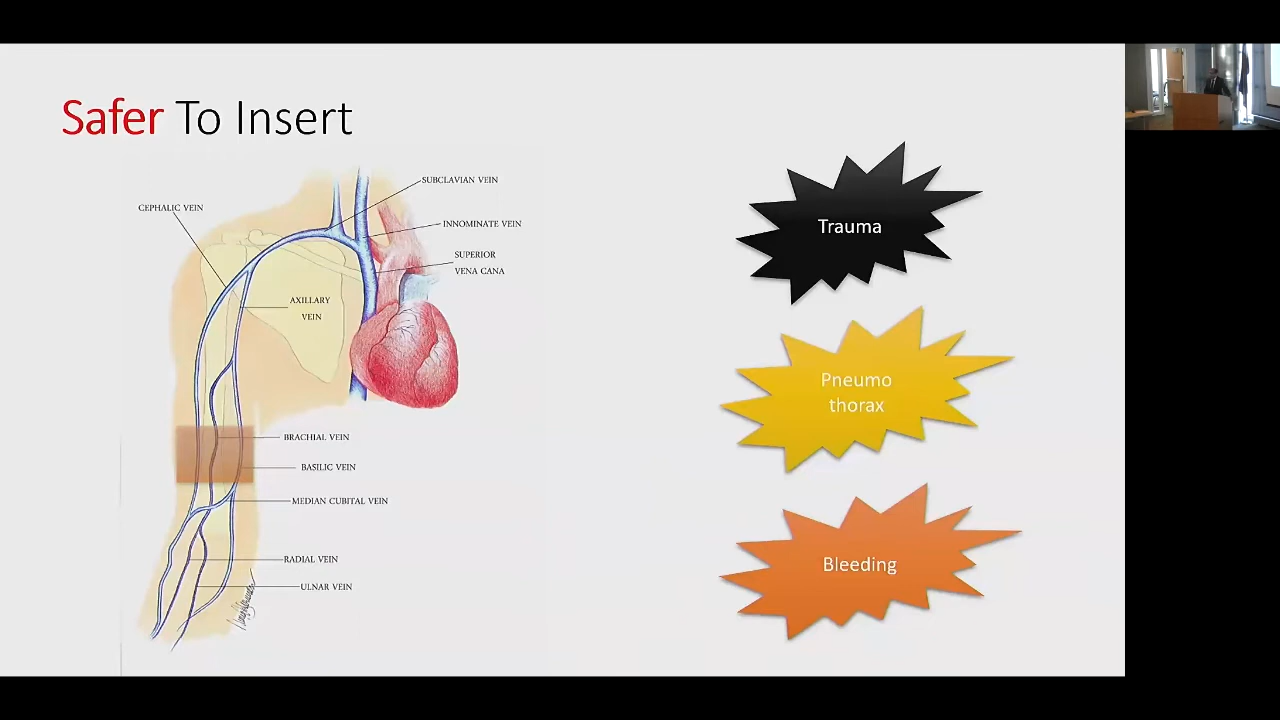 Safer To Insert
SUBCLAVIAN VEIN
CEPHALIC VEIN
INNOMINATE VEIN
SUPERIOR
VENA CANA
AXILLARY
VEIN
BRACHIAL VEIN
BASILIC VEIN
MEDIAN CUBITAL VEIN
RADIAL VEIN
ULNAR VEIN
Trauma
Pneumo
thorax
Bleeding